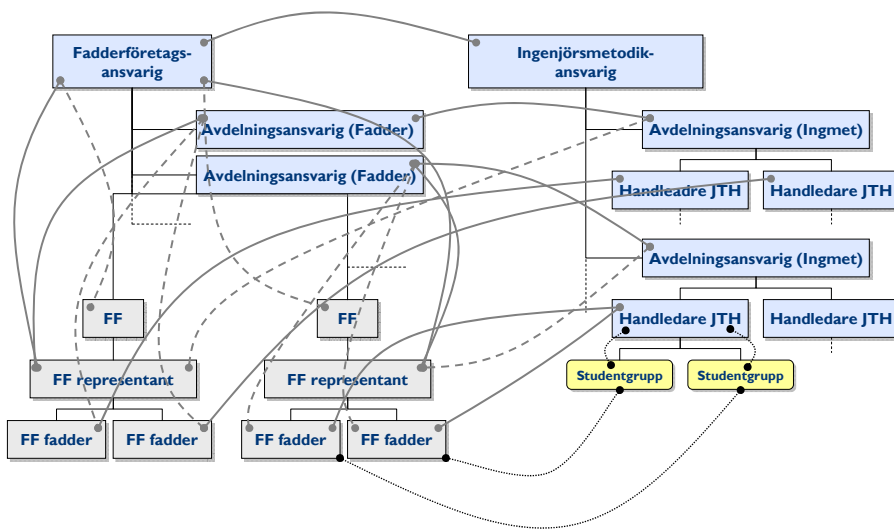 Fadderföretags-
ansvarig
Ingenjörsmetodik-
ansvarig
Avdelningsansvarig (Fadder)
Avdelningsansvarig (Ingmet)
Avdelningsansvarig (Fadder)
Handleadre JTH
Handledare JTH
Avdelningsansvarig (Ingmet)
FF
FF
Handledare JTH
Handledare JTH
FF representant
FF representant
Studentgrupp
Studentgrupp
FF fadder
FF fadder
FF fadder
FF fadder